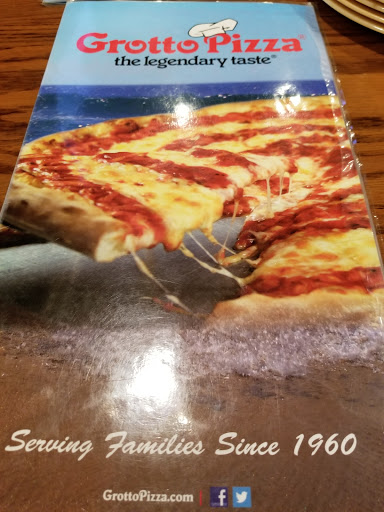 Grotto Pizza®
the legendary taste®
Serving Families Since 1960
GrottoPizza.com